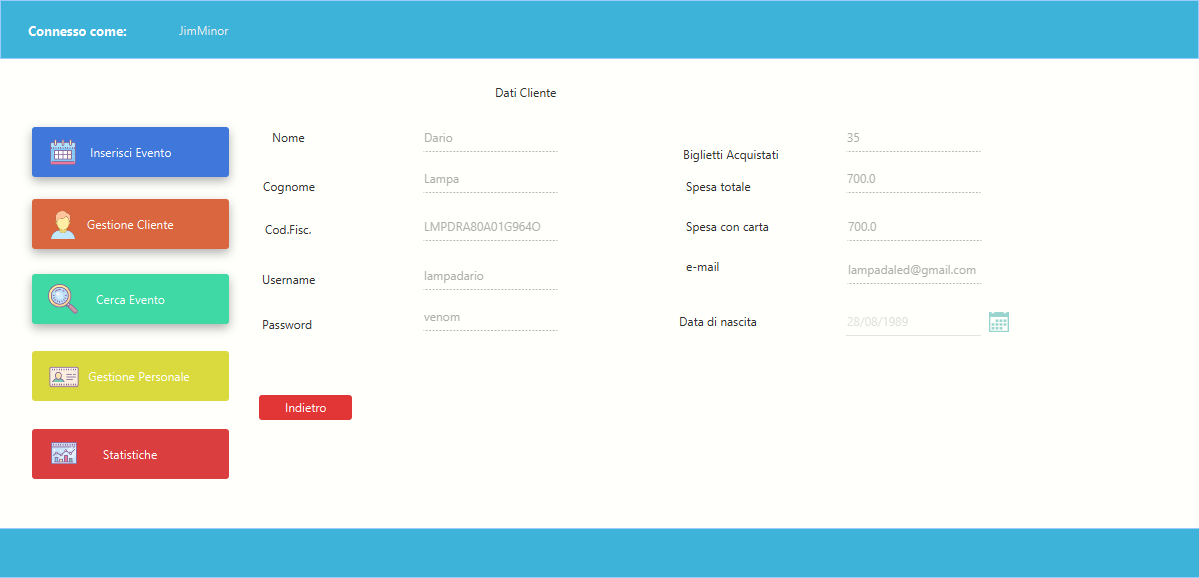 Connesso come: JimMinor
Dati Cliente
Inserisci Evento
Gestione Cliente
Cerca Evento
Gestione Personale
Statistiche
Nome Dario
Cognome Lampa
Cod.Fisc. LMPDRA80A01G964O
Username lampadario
Password venom
Biglietti Acquistati 35
Spesa totale 700.0
Spesa con carta 700.0
e-mail lampadaled@gmail.com
Data di nascita 28/08/1989
Indietro